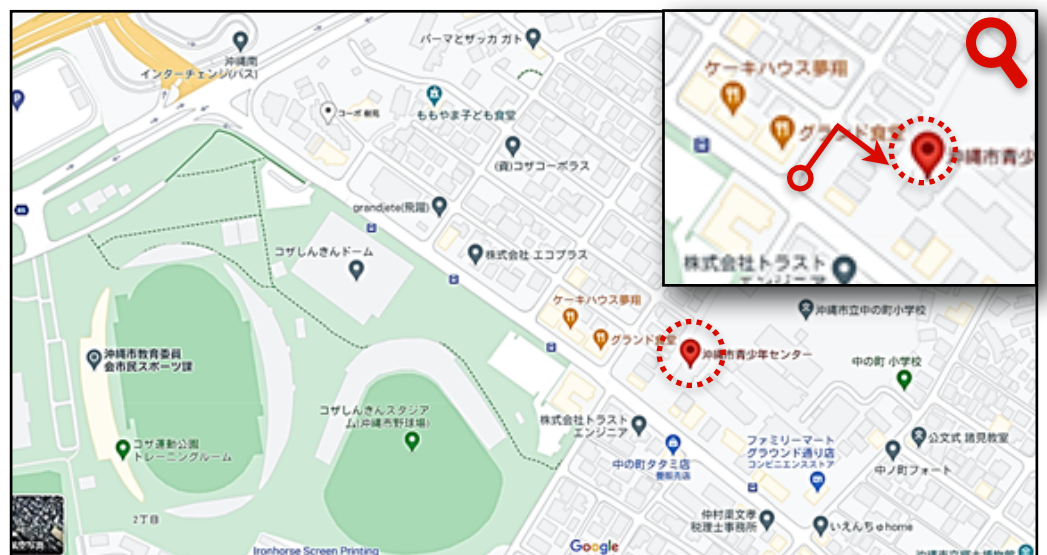 パーマとザッカ ガト
沖縄南
インターチェンジ(バス)
P
コーポ 樹苑
ももやま子ども食堂
(資)コザコーポラス
grandjete(飛躍)
コザしんきんドーム
株式会社 エコプラス
ケーキハウス夢翔
グランド食堂
沖縄市青少年センター
沖縄市教育委員
会市民スポーツ課
コザしんきんスタジア
ム(沖縄市野球場)
コザ運動公園
トレーニングルーム
株式会社トラスト
エンジニア
中の町タタミ店
畳販売店
ファミリーマート
グラウンド通り店
コンビニエンスストア
沖縄市立中の町小学校
中の町 小学校
公文式 諸見教室
中ノ町フォート
仲村渠文孝
税理士事務所
いえんち@home
2丁目
航空写真
Ironhorse Screen Printing
Google
ケーキハウス夢翔
グランド食堂
沖縄市青少
株式会社トラスト
エンジニア